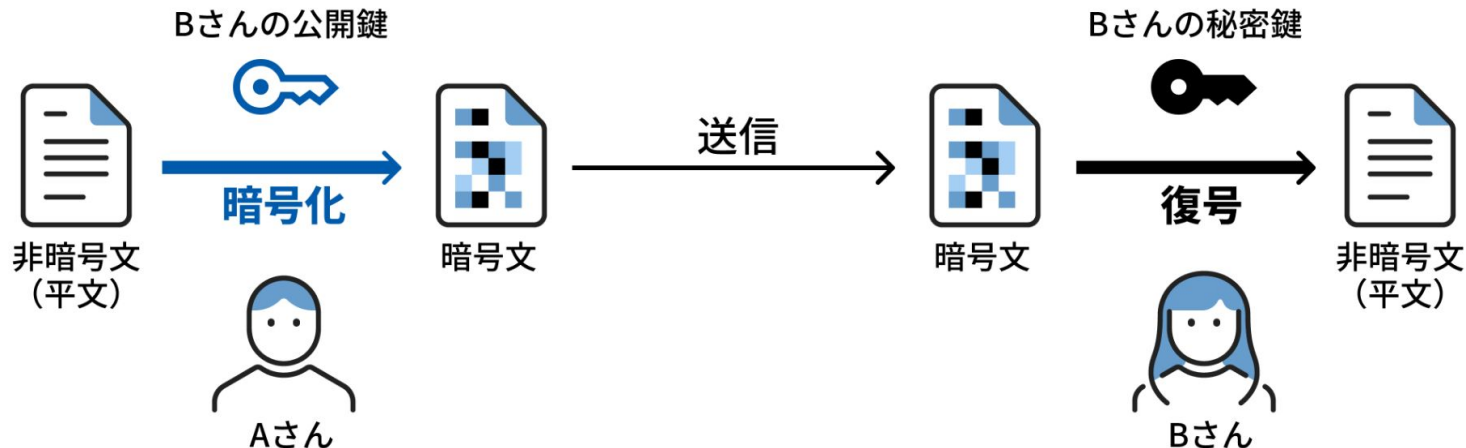 Bさんの公開鍵
Bさんの秘密鍵
送信
暗号化
復号
非暗号文
（平文）
暗号文
暗号文
非暗号文
（平文）
Aさん
Bさん